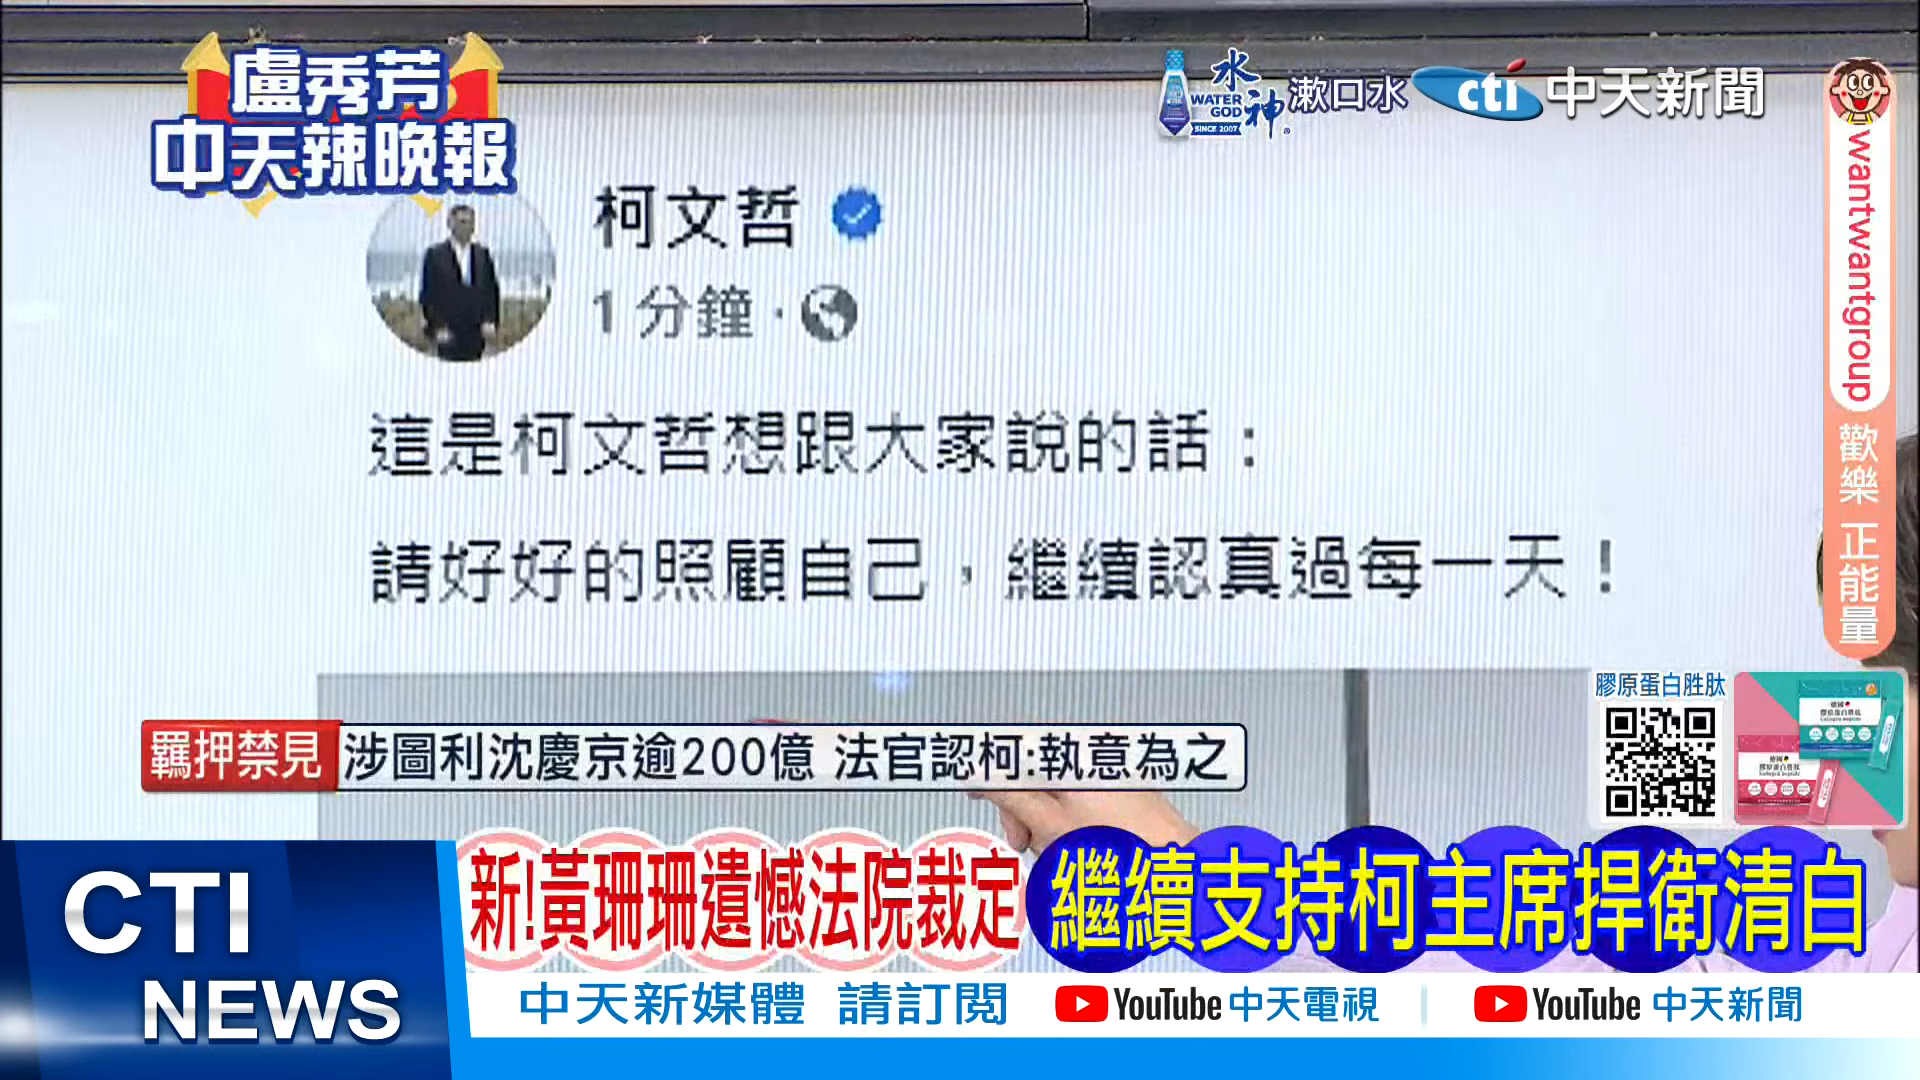 盧秀芳
中天辣晚報
水神
WATER GOD
SINCE 2007
漱口水
cti 中天新聞
wantwantgroup
歡樂 正能量
柯文哲
1 分鐘
這是柯文哲想跟大家說的話：
請好好的照顧自己，繼續認真過每一天！
膠原蛋白胜肽
羈押禁見 涉圖利沈慶京逾200億 法官認柯:執意為之
新!黃珊珊遺憾法院裁定 繼續支持柯主席捍衛清白
CTI
NEWS
中天新媒體 請訂閱 YouTube 中天電視 YouTube 中天新聞